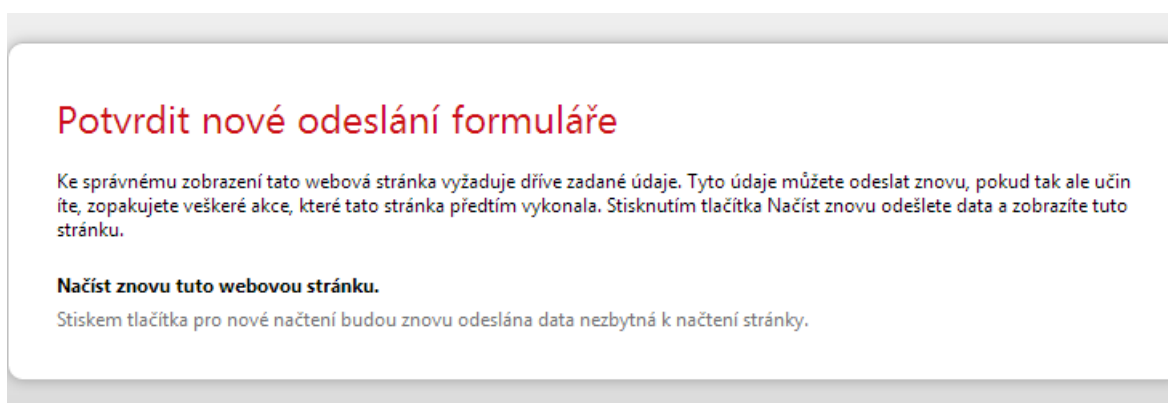 Potvrdit nové odeslání formuláře
Ke správnému zobrazení tato webová stránka vyžaduje dříve zadané údaje. Tyto údaje můžete odeslat znovu, pokud tak ale učin
íte, zopakujete veškeré akce, které tato stránka předtím vykonala. Stisknutím tlačítka Načíst znovu odešlete data a zobrazíte tuto
stránku.
Načíst znovu tuto webovou stránku.
Stiskem tlačítka pro nové načtení budou znovu odeslána data nezbytná k načtení stránky.